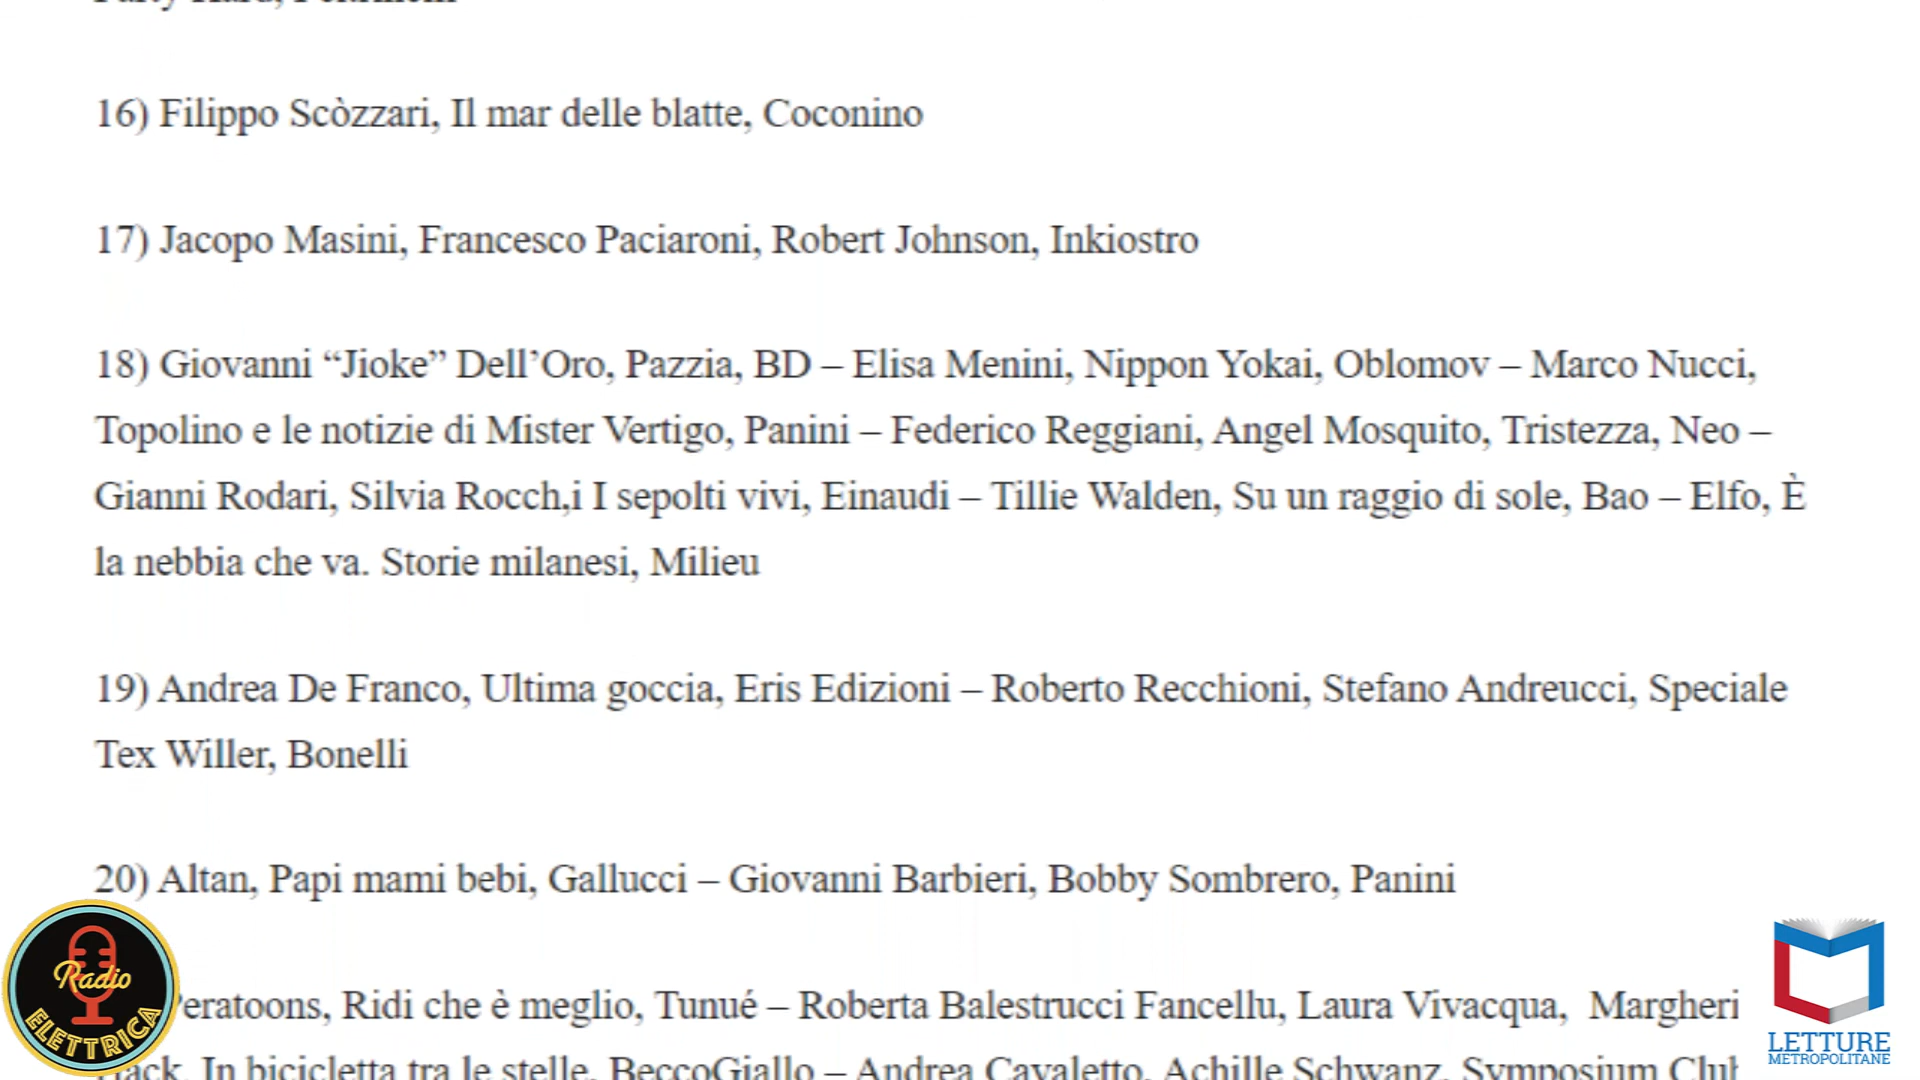 16) Filippo Scòzzari, Il mar delle blatte, Coconino
17) Jacopo Masini, Francesco Paciaroni, Robert Johnson, Inkiostro
18) Giovanni “Jioke” Dell’Oro, Pazzia, BD – Elisa Menini, Nippon Yokai, Oblomov – Marco Nucci,
Topolino e le notizie di Mister Vertigo, Panini – Federico Reggiani, Angel Mosquito, Tristezza, Neo –
Gianni Rodari, Silvia Rocch,i I sepolti vivi, Einaudi – Tillie Walden, Su un raggio di sole, Bao – Elfo, È
la nebbia che va. Storie milanesi, Milieu
19) Andrea De Franco, Ultima goccia, Eris Edizioni – Roberto Recchioni, Stefano Andreucci, Speciale
Tex Willer, Bonelli
20) Altan, Papi mami bebi, Gallucci – Giovanni Barbieri, Bobby Sombrero, Panini
Peratoons, Ridi che è meglio, Tunué – Roberta Balestrucci Fancellu, Laura Vivacqua, Margheri
In bicicletta tra le stelle, BeccoGiallo – Andrea Cavaletto, Achille Schwanz, Symposium
Radio
ELETTRICA
LETTURE
METROPOLITANE